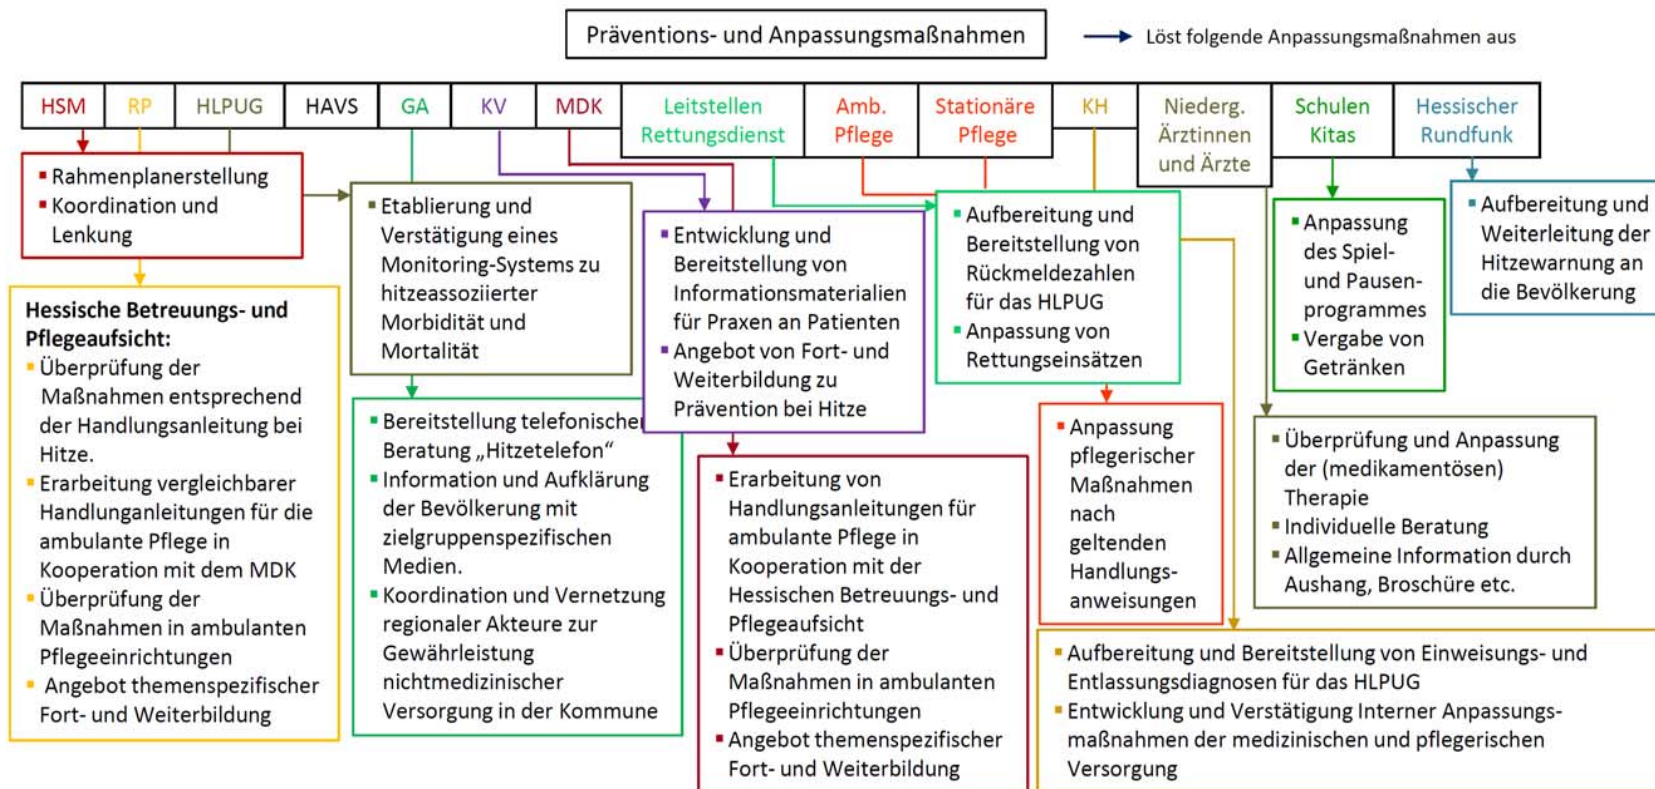 Präventions- und Anpassungsmaßnahmen
Löst folgende Anpassungsmaßnahmen aus
HSM
RP
HLPUG
HAVS
GA
KV
MDK
Leitstellen
Rettungsdienst
Amb.
Pflege
Stationäre
Pflege
KH
Niederg.
Ärztinnen
und Ärzte
Schulen
Kitas
Hessischer
Rundfunk
▪ Rahmenplanerstellung
▪ Koordination und
Lenkung
Hessische Betreuungs- und
Pflegeaufsicht:
▪ Überprüfung der
Maßnahmen entsprechend
der Handlungsanleitung bei
Hitze.
▪ Erarbeitung vergleichbarer
Handlunganleitungen für die
ambulante Pflege in
Kooperation mit dem MDK
▪ Überprüfung der
Maßnahmen in ambulanten
Pflegeeinrichtungen
▪ Angebot themenspezifischer
Fort- und Weiterbildung
▪ Etablierung und
Verstätigung eines
Monitoring-Systems zu
hitzeassoziierter
Morbidität und
Mortalität
▪ Bereitstellung telefonischer
Beratung „Hitzetelefon“
▪ Information und Aufklärung
der Bevölkerung mit
zielgruppenspezifischen
Medien.
▪ Koordination und Vernetzung
regionaler Akteure zur
Gewährleistung
nichtmedizinischer
Versorgung in der Kommune
▪ Entwicklung und
Bereitstellung von
Informationsmaterialien
für Praxen an Patienten
▪ Angebot von Fort- und
Weiterbildung zu
Prävention bei Hitze
▪ Erarbeitung von
Handlungsanleitungen für
ambulante Pflege in
Kooperation mit der
Hessischen Betreuungs- und
Pflegeaufsicht
▪ Überprüfung der
Maßnahmen in ambulanten
Pflegeeinrichtungen
▪ Angebot themenspezifischer
Fort- und Weiterbildung
▪ Aufbereitung und
Bereitstellung von
Rückmeldezahlen
für das HLPUG
▪ Anpassung von
Rettungseinsätzen
▪ Anpassung
pflegerischer
Maßnahmen
nach
geltenden
Handlungs-
anweisungen
▪ Aufbereitung und Bereitstellung von Einweisungs- und
Entlassungsdiagnosen für das HLPUG
▪ Entwicklung und Verstätigung Interner Anpassungs-
maßnahmen der medizinischen und pflegerischen
Versorgung
▪ Überprüfung und Anpassung
der (medikamentösen)
Therapie
▪ Individuelle Beratung
▪ Allgemeine Information durch
Aushang, Broschüre etc.
▪ Anpassung
des Spiel-
und Pausen-
programmes
▪ Vergabe von
Getränken
▪ Aufbereitung und
Weiterleitung der
Hitzewarnung an
die Bevölkerung